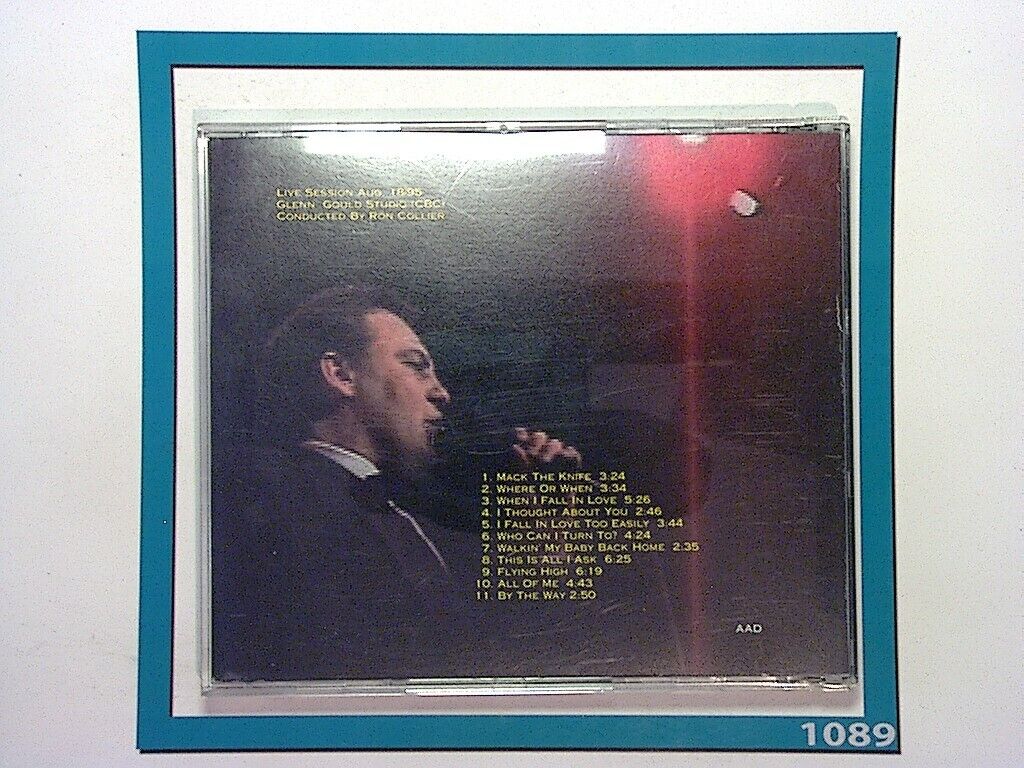 Live Session Aug. 18/95
Glenn Gould Studio (CBC)
Conducted By Ron Collier
1. Mack The Knife 3:24
2. Where Or When 3:34
3. When I Fall In Love 5:26
4. I Thought About You 2:46
5. I Fall In Love Too Easily 3:44
6. Who Can I Turn To? 4:24
7. Walkin' My Baby Back Home 2:35
8. This Is All I Ask 6:25
9. Flying High 6:19
10. All Of Me 4:43
11. By The Way 2:50
AAD
1089